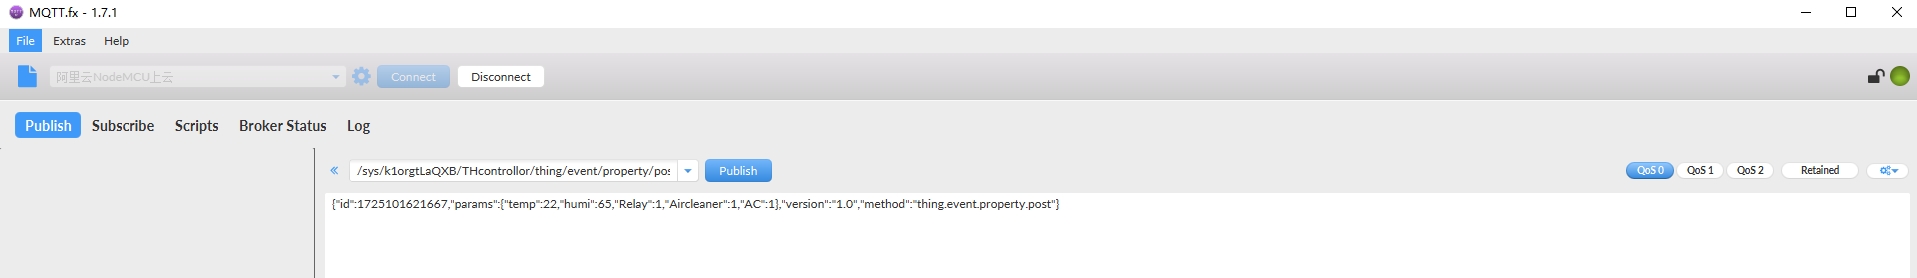 MQTT.fx - 1.7.1
File Extras Help
阿里云NodeMCU上云 Connect Disconnect
Publish Subscribe Scripts Broker Status Log
/sys/k1orgtLaQXB/THcontrollor/thing/event/property/pos Publish QoS 0 QoS 1 QoS 2 Retained
{"id":1725101621667,"params":{"temp":22,"humi":65,"Relay":1,"Aircleaner":1,"AC":1},"version":"1.0","method":"thing.event.property.post"}